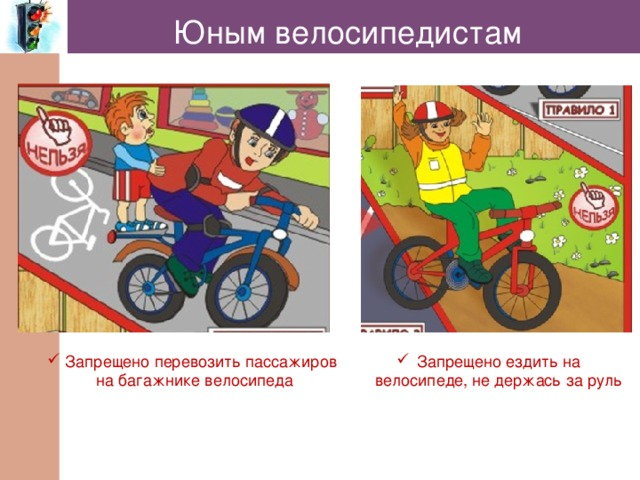 Юным велосипедистам
НЕЛЬЗЯ
ПРАВИЛО 1
НЕЛЬЗЯ
✓ Запрещено перевозить пассажиров
на багажнике велосипеда
✓ Запрещено ездить на
велосипеде, не держась за руль